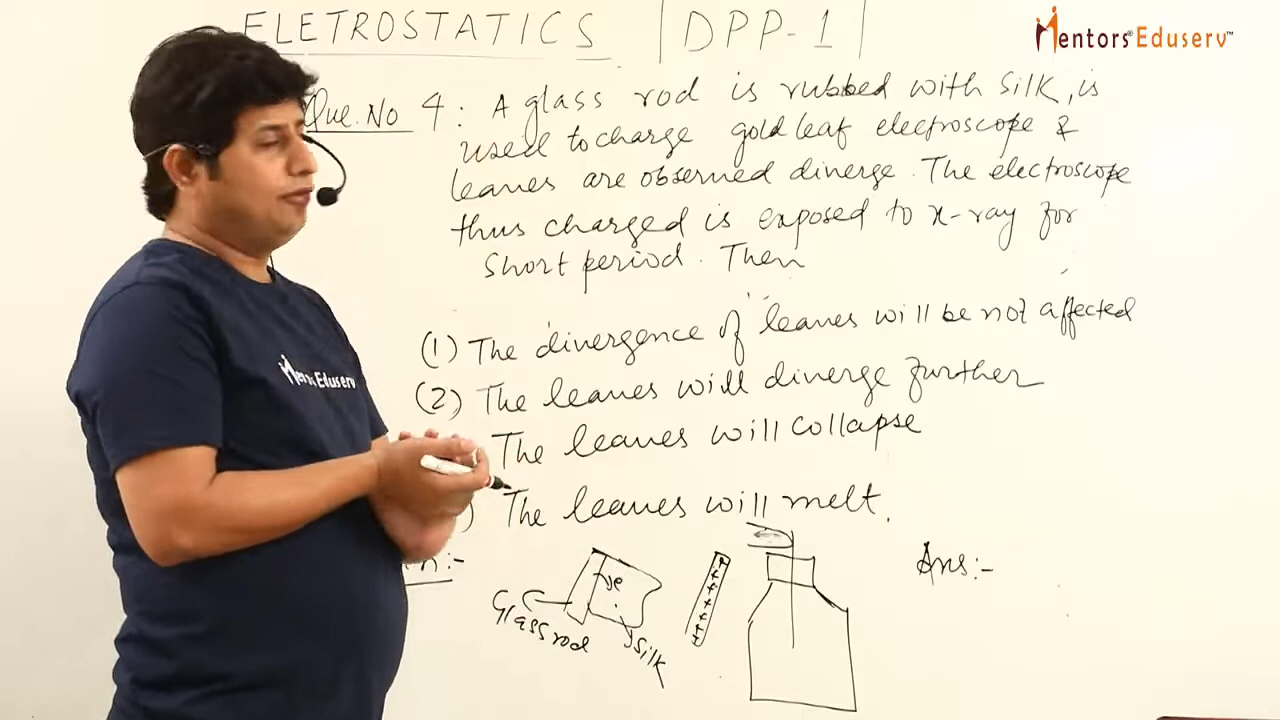 ELETROSTATICS | DPP-1 |
Mentors® Eduserv™
Que. No 4: A glass rod is rubbed with silk, is
used to charge gold leaf electroscope &
leaves are observed diverge. The electroscope
thus charged is exposed to x-ray for
short period. Then
(1) The divergence of leaves will be not affected
(2) The leaves will diverge further
The leaves will collapse
) The leaves will melt.
Mentors Eduserv
Ans:-
Glass rod
silk
+++++++